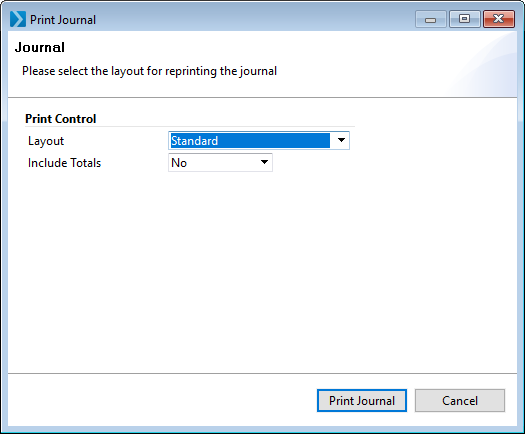 Print Journal
Journal
Please select the layout for reprinting the journal
Print Control
Layout Standard
Include Totals No
Print Journal Cancel